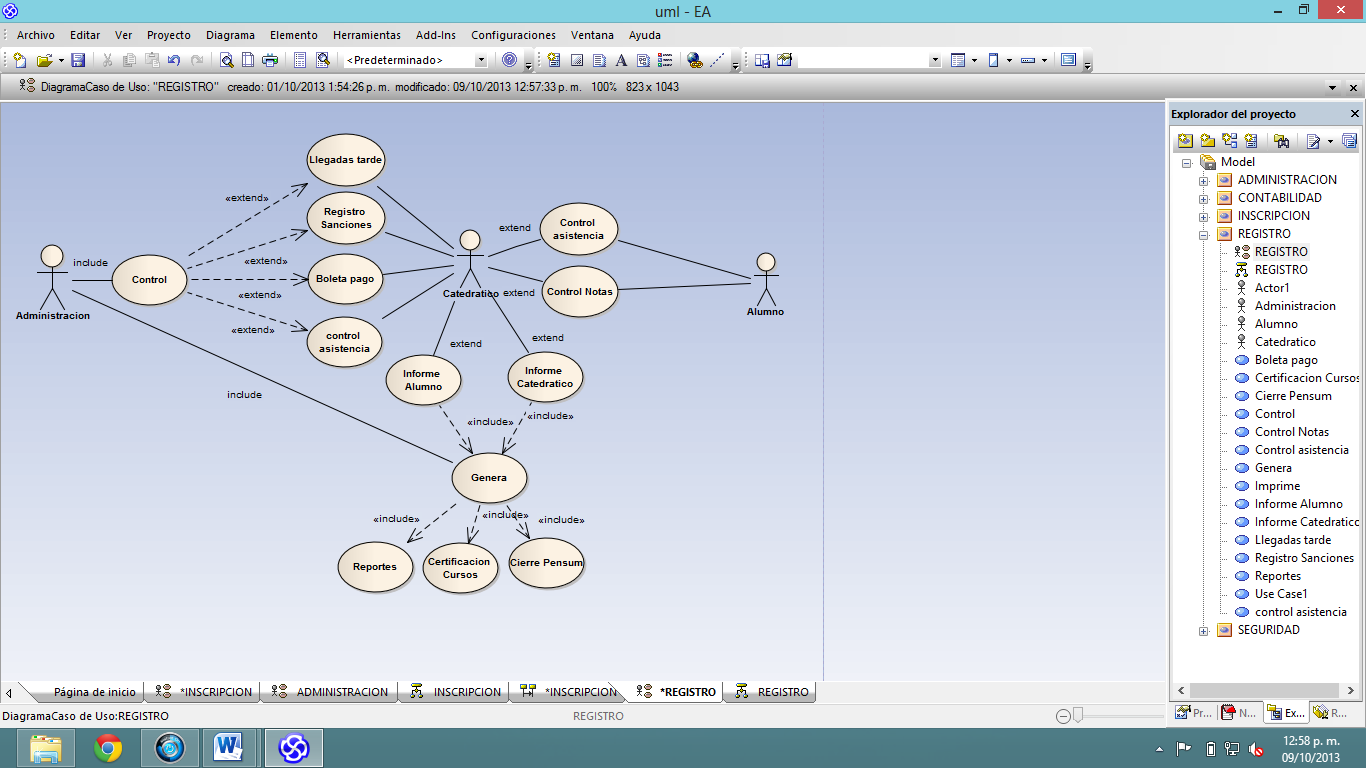 uml - EA
Archivo Editar Ver Proyecto Diagrama Elemento Herramientas Add-Ins Configuraciones Ventana Ayuda
<Predeterminado>
DiagramaCaso de Uso: "REGISTRO" creado: 01/10/2013 1:54:26 p. m. modificado: 09/10/2013 12:57:33 p. m. 100% 823 x 1043
Llegadas tarde
«extend»
Registro
Sanciones
«extend»
include
Control
Administracion
Boleta pago
«extend»
control
asistencia
«extend»
Catedratico
extend
Control
asistencia
extend
Control Notas
Alumno
extend
extend
Informe
Alumno
Informe
Catedratico
include
«include»
«include»
Genera
«include»
«include»
«include»
Reportes
Certificacion
Cursos
Cierre Pensum
Explorador del proyecto
Model
ADMINISTRACION
CONTABILIDAD
INSCRIPCION
REGISTRO
REGISTRO
REGISTRO
Actor1
Administracion
Alumno
Catedratico
Boleta pago
Certificacion Cursos
Cierre Pensum
Control
Control Notas
Control asistencia
Genera
Imprime
Informe Alumno
Informe Catedratico
Llegadas tarde
Registro Sanciones
Reportes
Use Case1
control asistencia
SEGURIDAD
Pr... N... Ex... R...
Página de inicio *INSCRIPCION ADMINISTRACION INSCRIPCION *INSCRIPCION *REGISTRO REGISTRO
DiagramaCaso de Uso:REGISTRO REGISTRO
12:58 p. m.
09/10/2013